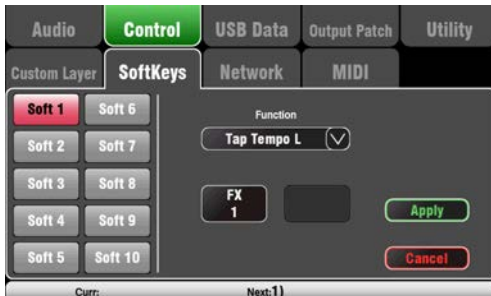 Audio Control USB Data Output Patch Utility
Custom Layer SoftKeys Network MIDI
Soft 1 Soft 6
Function
Soft 2 Soft 7
Tap Tempo L
Soft 3 Soft 8
FX
1
Soft 4 Soft 9
Apply
Soft 5 Soft 10
Cancel
Curr: Next:1)